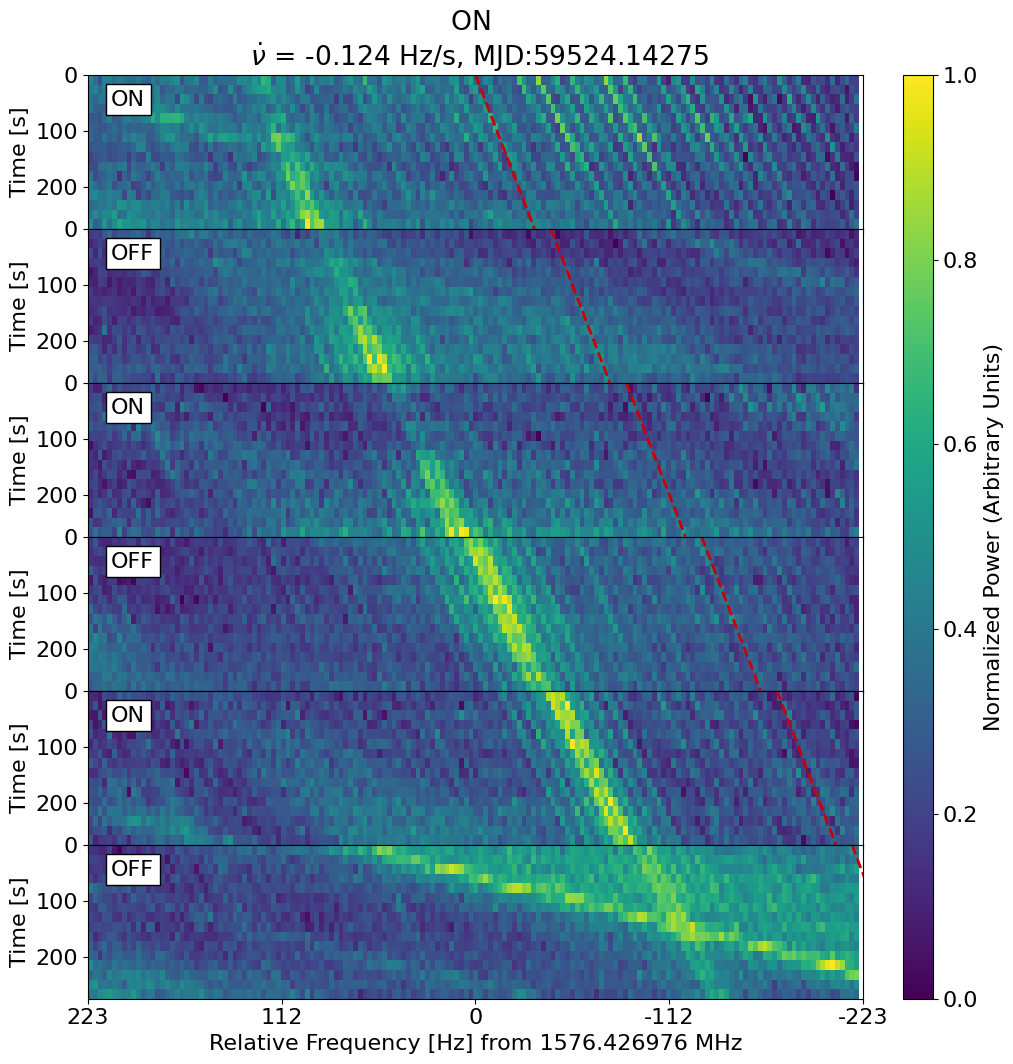 ON
ν̇ = -0.124 Hz/s, MJD:59524.14275
0
ON
100
200
Time [s]
0
OFF
100
200
Time [s]
0
ON
100
200
Time [s]
0
OFF
100
200
Time [s]
0
ON
100
200
Time [s]
0
OFF
100
200
Time [s]
223 112 0 -112 -223
Relative Frequency [Hz] from 1576.426976 MHz
1.0
0.8
0.6
0.4
0.2
0.0
Normalized Power (Arbitrary Units)